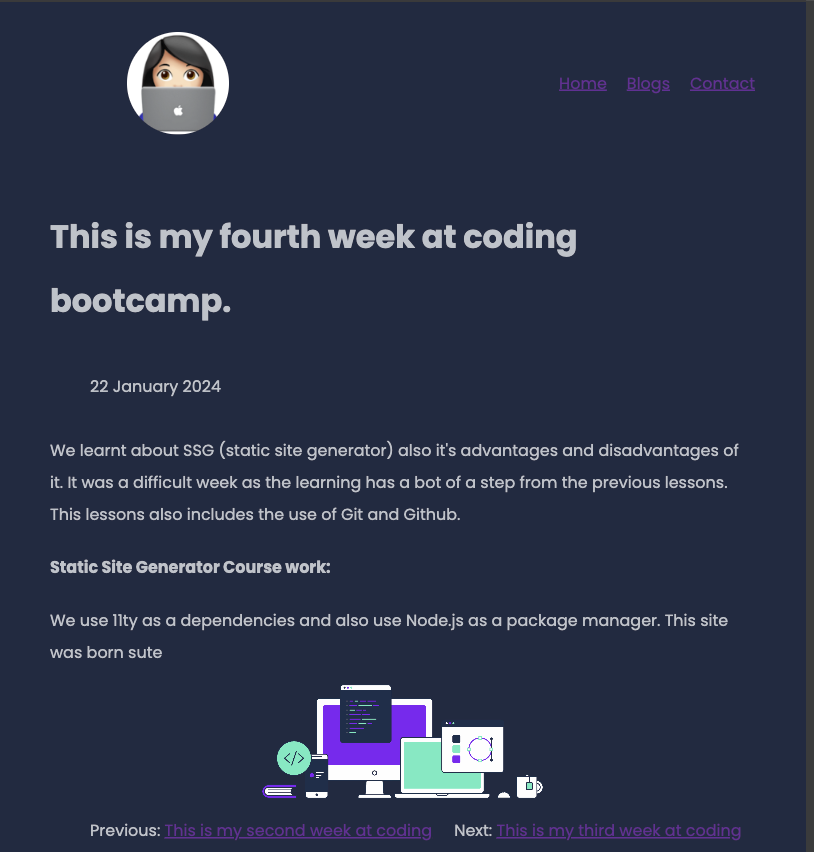 Home Blogs Contact
This is my fourth week at coding
bootcamp.
22 January 2024
We learnt about SSG (static site generator) also it's advantages and disadvantages of
it. It was a difficult week as the learning has a bot of a step from the previous lessons.
This lessons also includes the use of Git and Github.
Static Site Generator Course work:
We use 11ty as a dependencies and also use Node.js as a package manager. This site
was born sute
</>
Previous: This is my second week at coding Next: This is my third week at coding